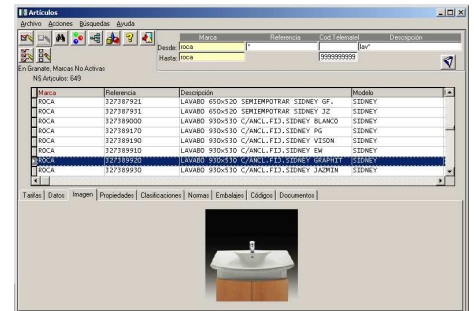 Artículos
Archivo Acciones Búsquedas Ayuda
Marca Referencia Cod Telematel Descripción
Desde: roca * lav*
Hasta: roca 9999999999
En Granate, Marcas No Activas
Nº Artículos: 649
Marca Referencia Descripción Modelo
ROCA 327387921 LAVABO 650x520 SEMIEMPOTRAR SIDNEY GF. SIDNEY
ROCA 327387931 LAVABO 650x520 SEMIEMPOTRAR SIDNEY JZ SIDNEY
ROCA 327389000 LAVABO 930x530 C/ANCL.FIJ.SIDNEY BLANCO SIDNEY
ROCA 327389170 LAVABO 930x530 C/ANCL.FIJ.SIDNEY PG SIDNEY
ROCA 327389190 LAVABO 930x530 C/ANCL.FIJ.SIDNEY VISON SIDNEY
ROCA 327389910 LAVABO 930x530 C/ANCL.FIJ.SIDNEY EW SIDNEY
ROCA 327389920 LAVABO 930x530 C/ANCL.FIJ.SIDNEY GRAPHIT SIDNEY
ROCA 327389930 LAVABO 930x530 C/ANCL.FIJ.SIDNEY JAZMIN SIDNEY
Tarifas Datos Imagen Propiedades Clasificaciones Normas Embalajes Códigos Documentos